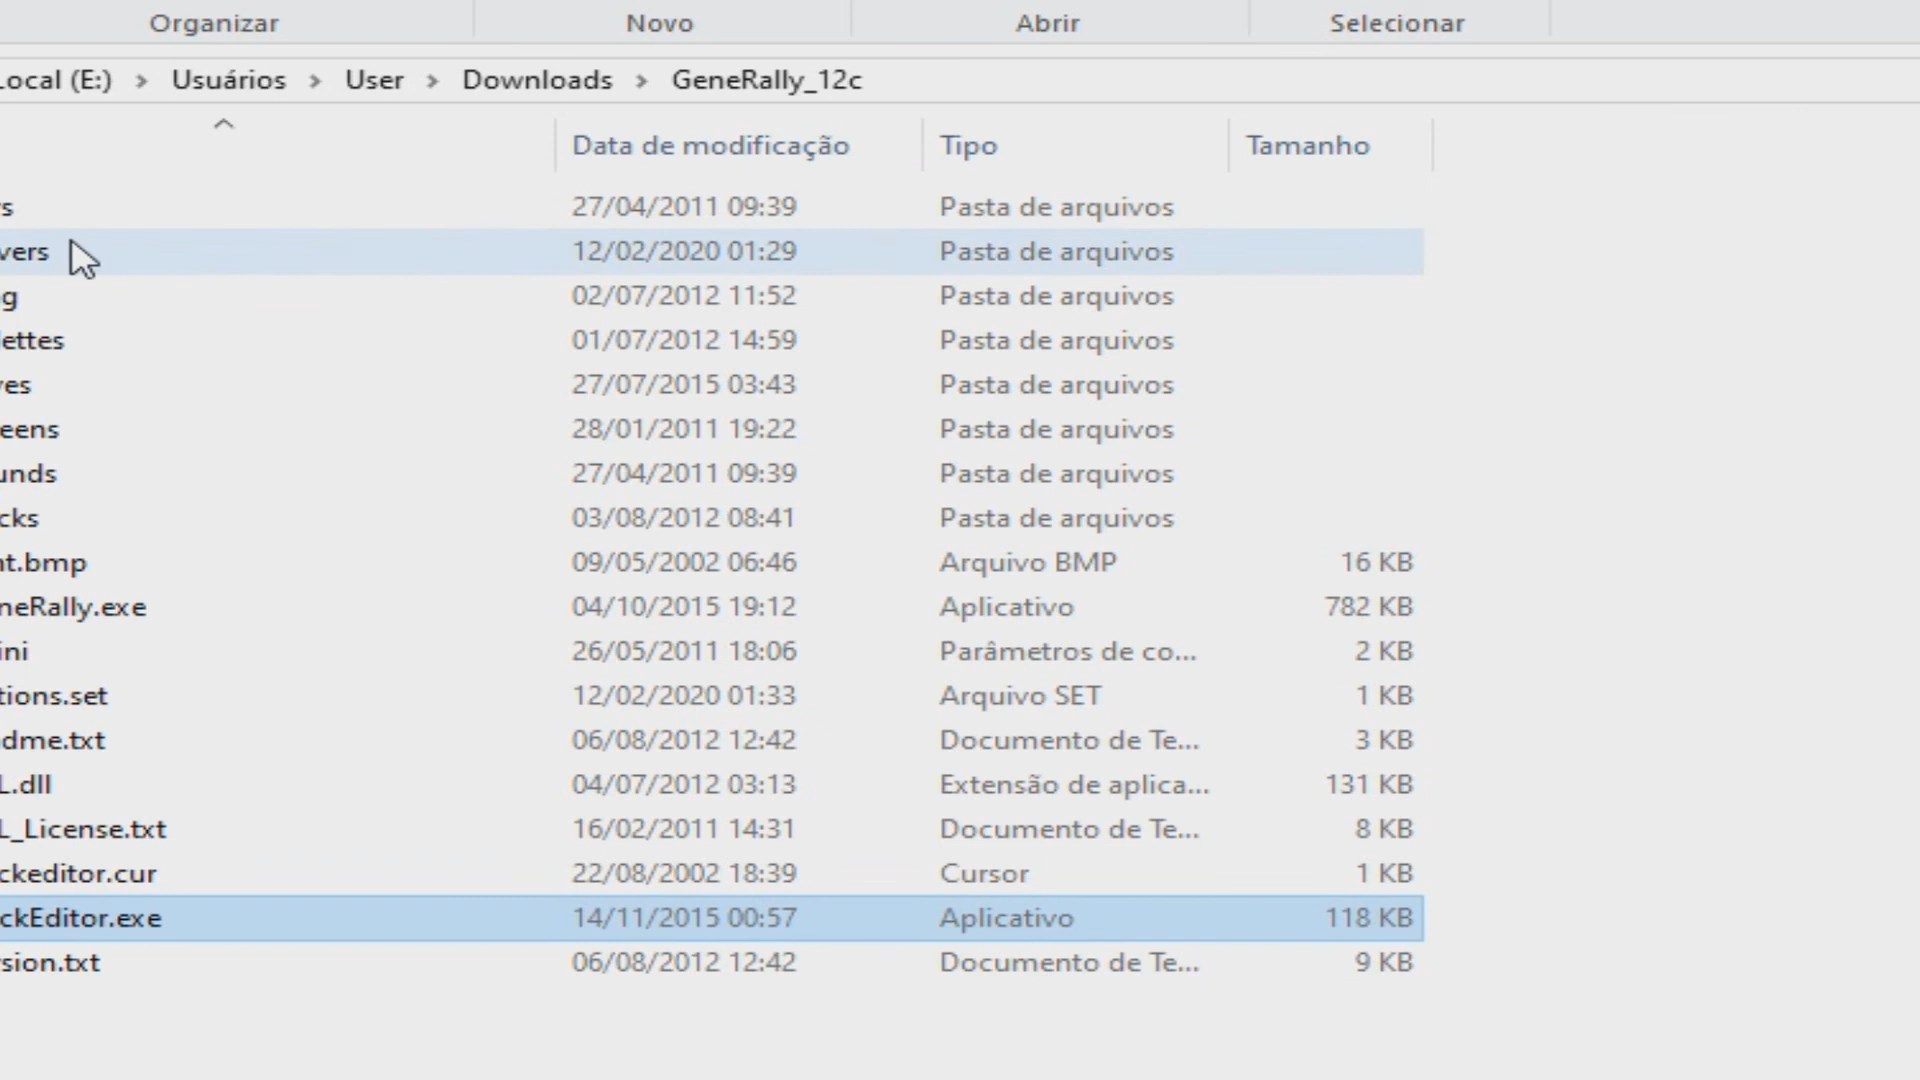 Organizar Novo Abrir Selecionar
Local (E:) > Usuários > User > Downloads > GeneRally_12c
Data de modificação Tipo Tamanho
s 27/04/2011 09:39 Pasta de arquivos
vers 12/02/2020 01:29 Pasta de arquivos
g 02/07/2012 11:52 Pasta de arquivos
lettes 01/07/2012 14:59 Pasta de arquivos
ves 27/07/2015 03:43 Pasta de arquivos
eens 28/01/2011 19:22 Pasta de arquivos
unds 27/04/2011 09:39 Pasta de arquivos
cks 03/08/2012 08:41 Pasta de arquivos
nt.bmp 09/05/2002 06:46 Arquivo BMP 16 KB
neRally.exe 04/10/2015 19:12 Aplicativo 782 KB
ini 26/05/2011 18:06 Parâmetros de co... 2 KB
tions.set 12/02/2020 01:33 Arquivo SET 1 KB
dme.txt 06/08/2012 12:42 Documento de Te... 3 KB
L.dll 04/07/2012 03:13 Extensão de aplica... 131 KB
L_License.txt 16/02/2011 14:31 Documento de Te... 8 KB
ckeditor.cur 22/08/2002 18:39 Cursor 1 KB
ckEditor.exe 14/11/2015 00:57 Aplicativo 118 KB
sion.txt 06/08/2012 12:42 Documento de Te... 9 KB